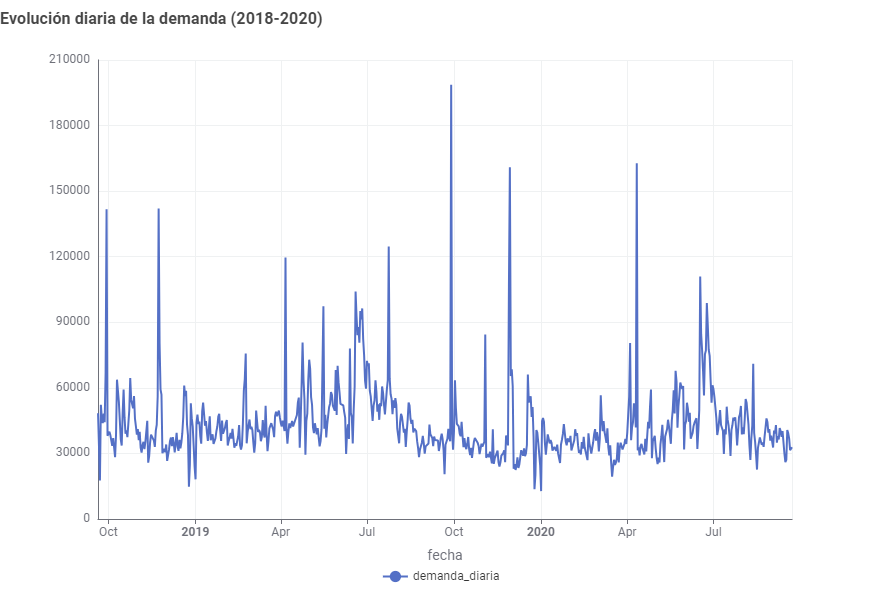 Evolución diaria de la demanda (2018-2020)
210000
180000
150000
120000
90000
60000
30000
0
Oct 2019 Apr Jul Oct 2020 Apr Jul
fecha
demanda_diaria